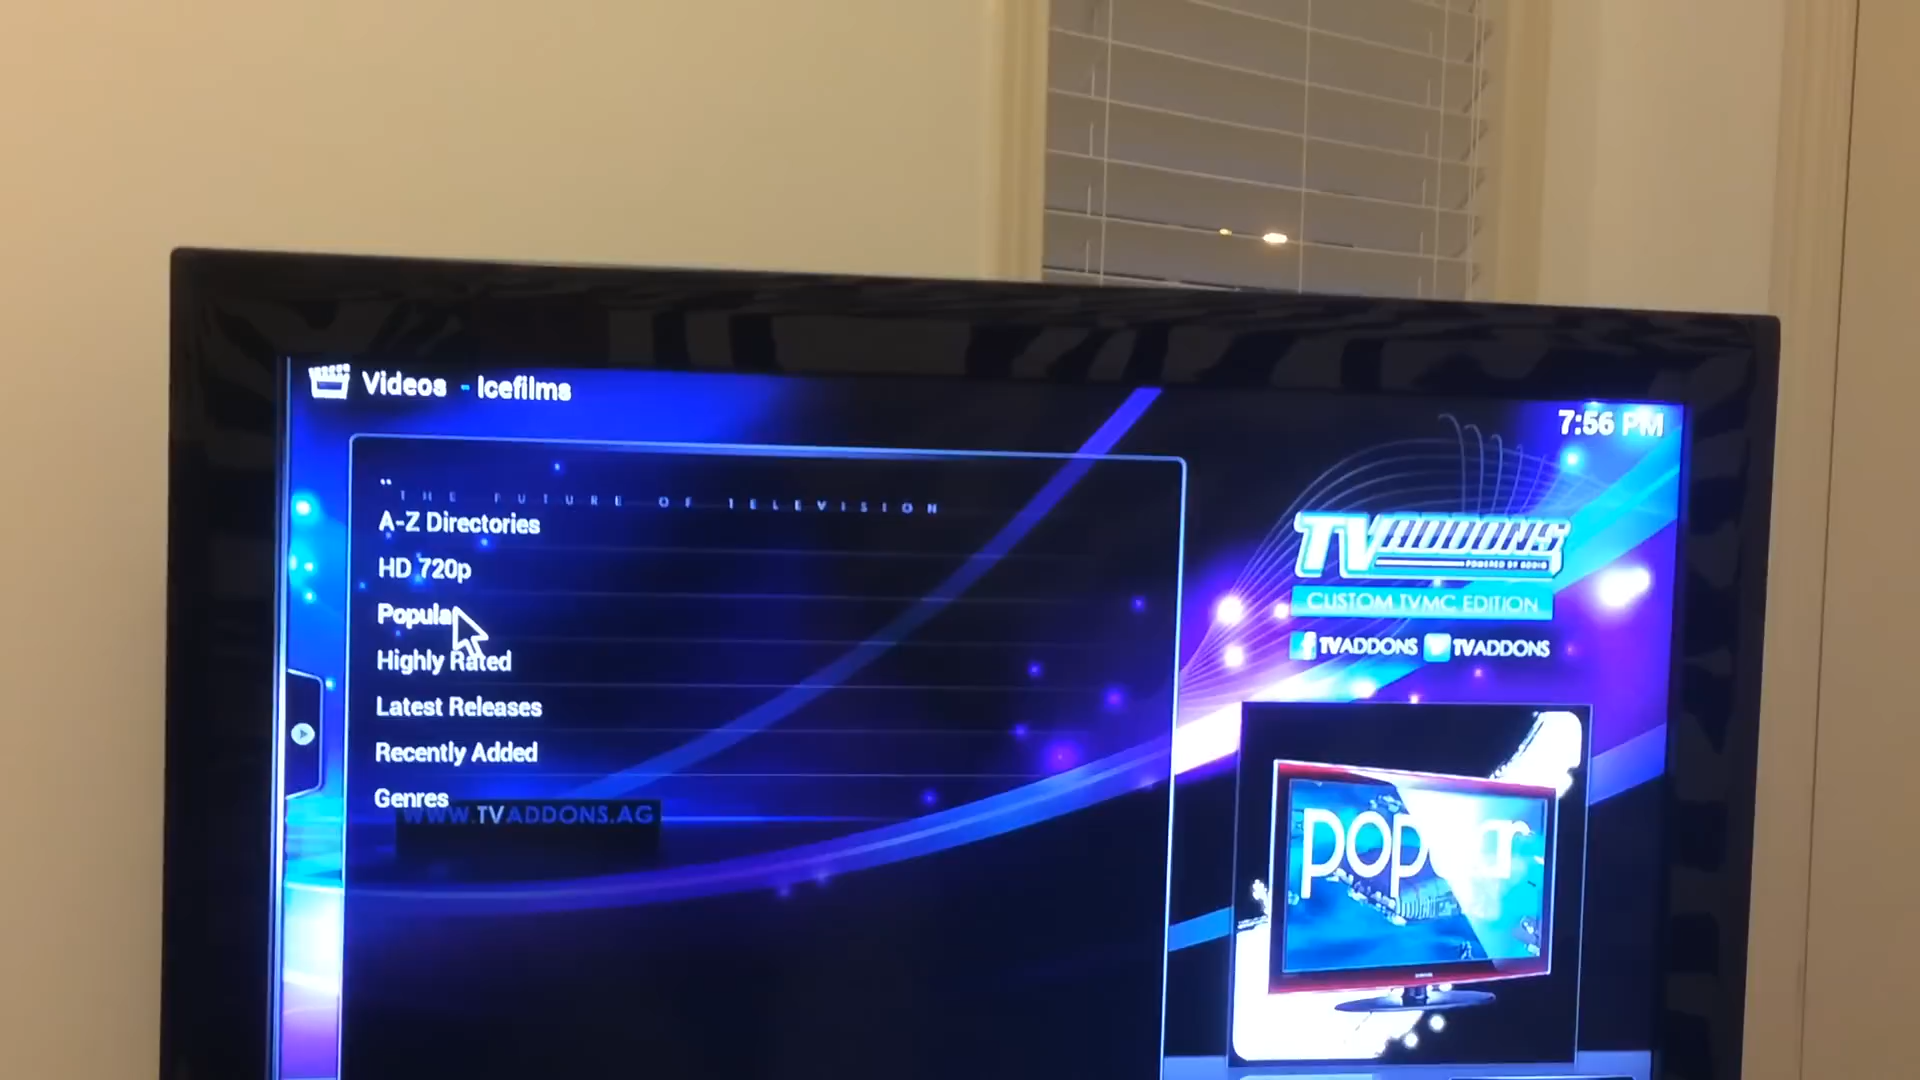 Videos - Icefilms
7:56 PM
..
THE FUTURE OF TELEVISION
A-Z Directories
HD 720p
Popula
Highly Rated
Latest Releases
Recently Added
Genres
WWW.TVADDONS.AG
TVADDONS
CUSTOM TVMC EDITION
TVADDONS TVADDONS
popular